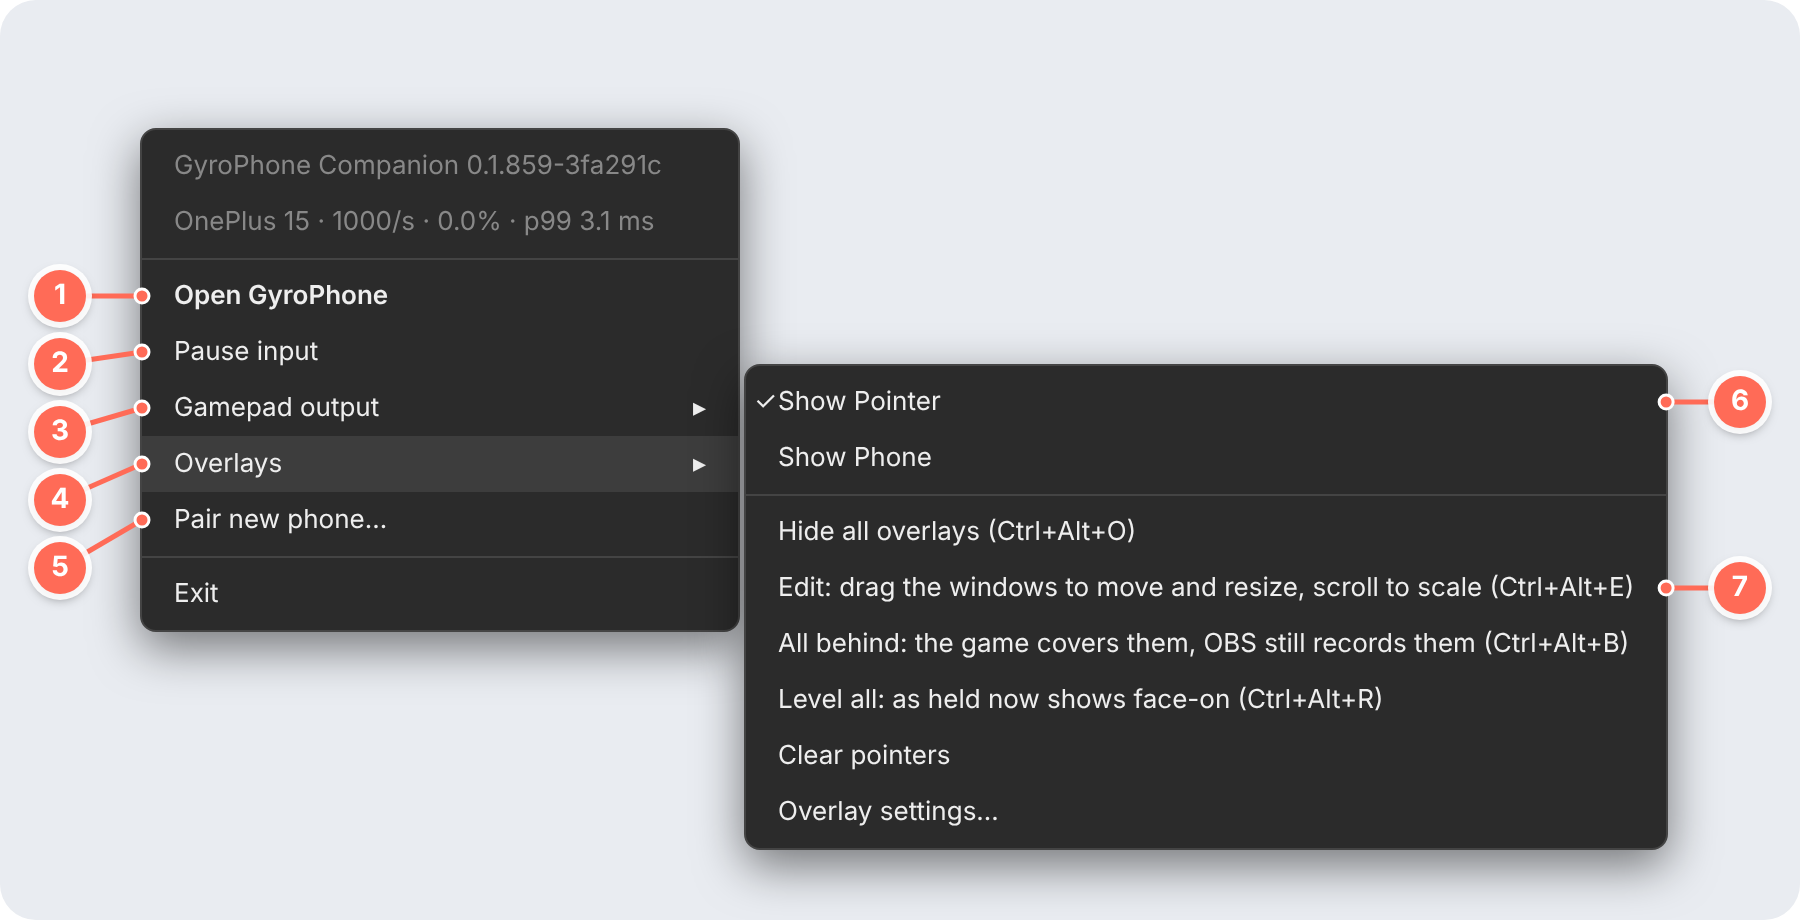 GyroPhone Companion 0.1.859-3fa291c
OnePlus 15 · 1000/s · 0.0% · p99 3.1 ms
1 Open GyroPhone
2 Pause input
3 Gamepad output ▶
4 Overlays ▶
5 Pair new phone...
Exit
✓ Show Pointer 6
Show Phone
Hide all overlays (Ctrl+Alt+O)
Edit: drag the windows to move and resize, scroll to scale (Ctrl+Alt+E) 7
All behind: the game covers them, OBS still records them (Ctrl+Alt+B)
Level all: as held now shows face-on (Ctrl+Alt+R)
Clear pointers
Overlay settings...